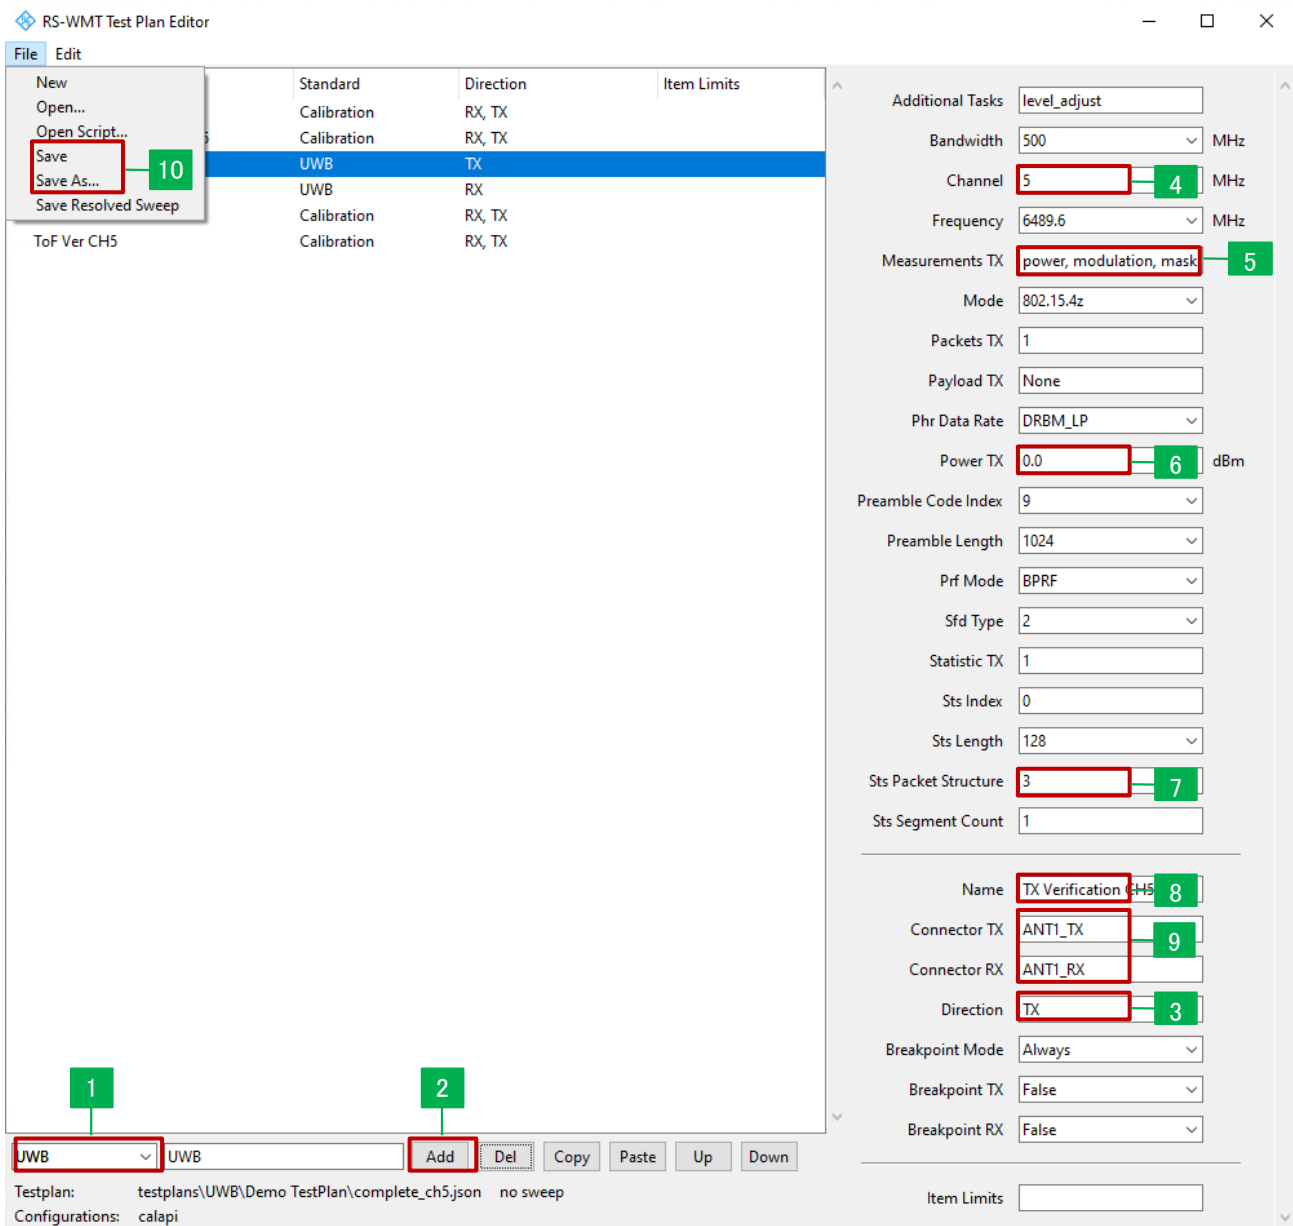 RS-WMT Test Plan Editor
File Edit
New
Open...
Open Script...
Save
Save As...
Save Resolved Sweep
10
Standard Direction Item Limits
Calibration RX, TX
Calibration RX, TX
UWB TX
UWB RX
Calibration RX, TX
ToF Ver CH5 Calibration RX, TX
Additional Tasks level_adjust
Bandwidth 500 MHz
Channel 5 4 MHz
Frequency 6489.6 MHz
Measurements TX power, modulation, mask 5
Mode 802.15.4z
Packets TX 1
Payload TX None
Phr Data Rate DRBM_LP
Power TX 0.0 6 dBm
Preamble Code Index 9
Preamble Length 1024
Prf Mode BPRF
Sfd Type 2
Statistic TX 1
Sts Index 0
Sts Length 128
Sts Packet Structure 3 7
Sts Segment Count 1
Name TX Verification CH5 8
Connector TX ANT1_TX
9
Connector RX ANT1_RX
Direction TX 3
Breakpoint Mode Always
Breakpoint TX False
Breakpoint RX False
Item Limits
1 2
UWB UWB Add Del Copy Paste Up Down
Testplan: testplans\UWB\Demo TestPlan\complete_ch5.json no sweep
Configurations: calapi